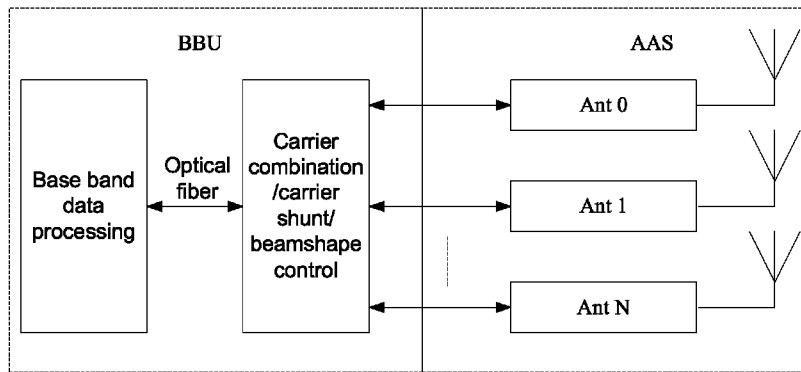 BBU
AAS
Base band
data
processing
Optical
fiber
Carrier
combination
/carrier
shunt/
beamshape
control
Ant 0
Ant 1
Ant N